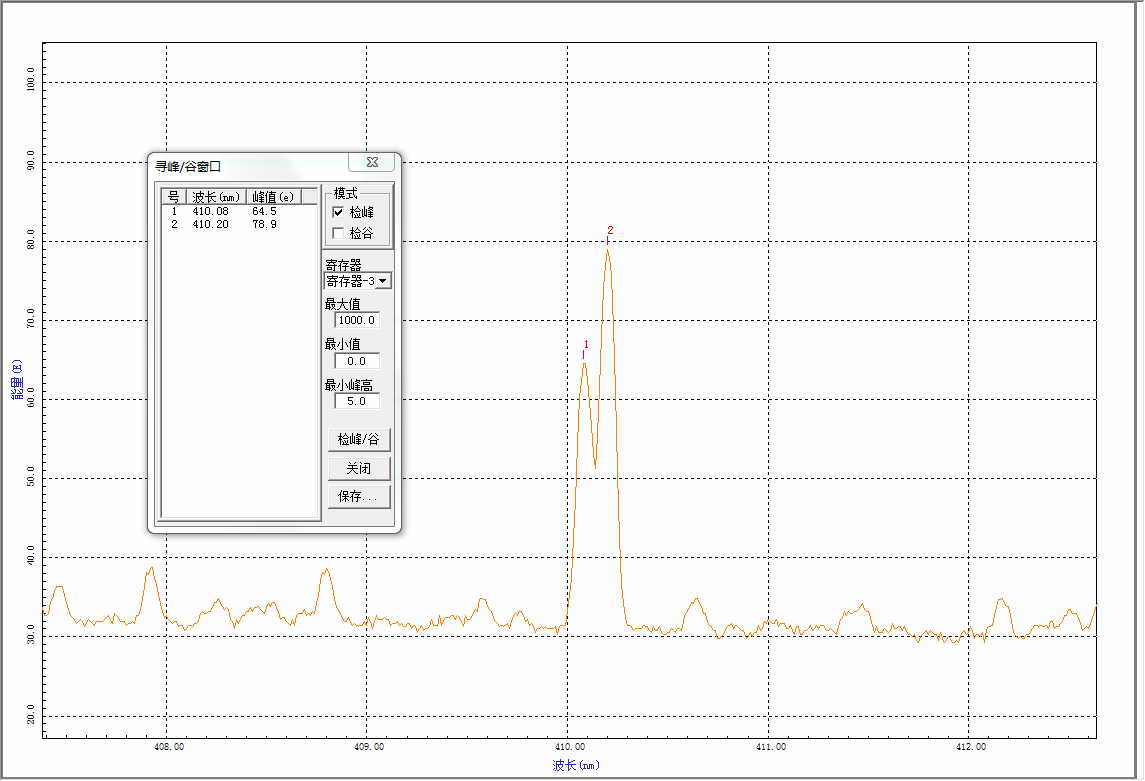 100.0
90.0
80.0
70.0
60.0
50.0
40.0
30.0
20.0
能量(E)
寻峰/谷窗口
号 波长(nm) 峰值(e)
1 410.08 64.5
2 410.20 78.9
模式
检峰
检谷
寄存器
寄存器-3
最大值
1000.0
最小值
0.0
最小峰高
5.0
检峰/谷
关闭
保存...
1
2
408.00 409.00 410.00 411.00 412.00
波长(nm)